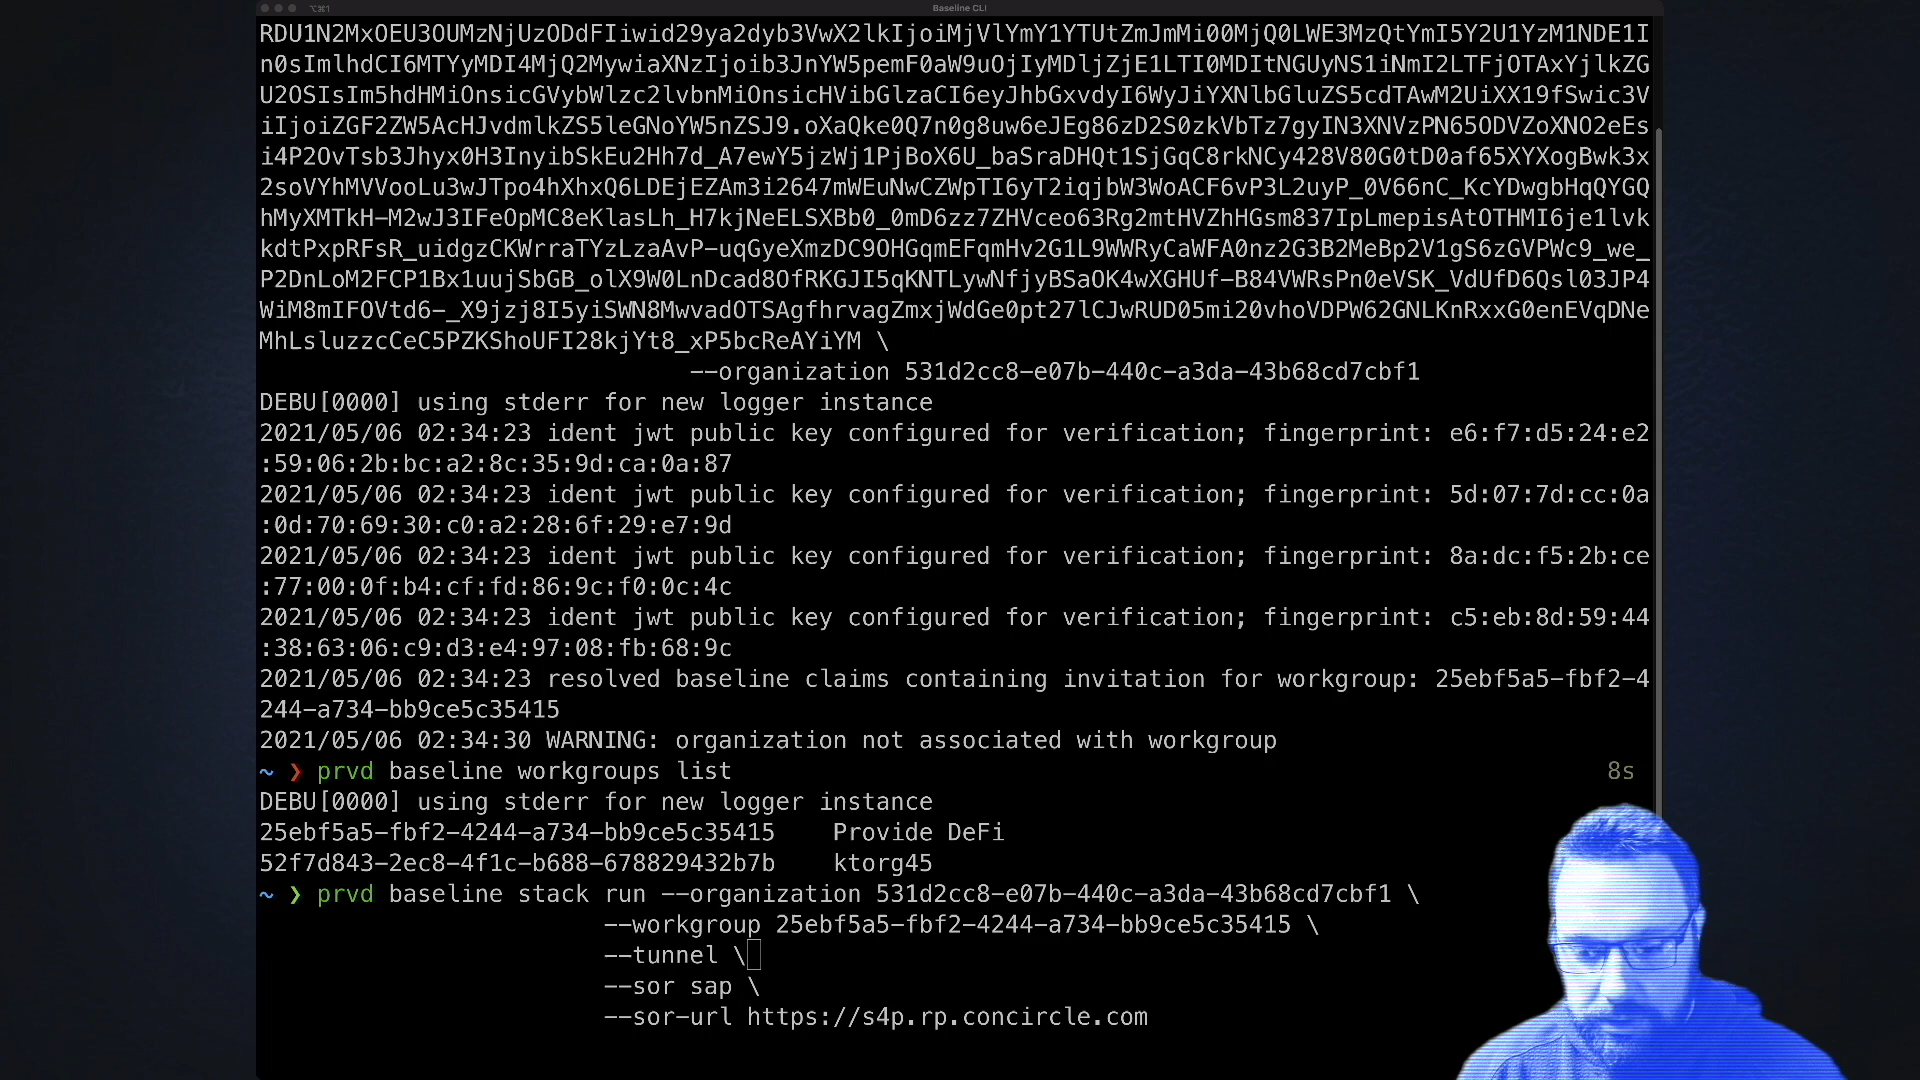 ⌥⌘1
Baseline CLI
RDU1N2MxOEU3OUMzNjUzODdFIiwid29ya2dyb3VwX2lkIjoiMjVlYmY1YTUtZmJmMi00MjQ0LWE3MzQtYmI5Y2U1YzM1NDE1I
n0sImlhdCI6MTYyMDI4MjQ2MywiaXNzIjoib3JnYW5pemF0aW9uOjIyMDljZjE1LTI0MDItNGUyNS1iNmI2LTFjOTAxYjlkZG
U2OSIsIm5hdHMiOnsicGVybWlzc2lvbnMiOnsicHVibGlzaCI6eyJhbGxvdyI6WyJiYXNlbGluZS5cdTAwM2UiXX19fSwic3V
iIjoiZGF2ZW5AcHJvdmlkZS5leGNoYW5nZSJ9.oXaQke0Q7n0g8uw6eJEg86zD2S0zkVbTz7gyIN3XNVzPN65ODVZoXNO2eEs
i4P2OvTsb3Jhyx0H3InyibSkEu2Hh7d_A7ewY5jzWj1PjBoX6U_baSraDHQt1SjGqC8rkNCy428V80G0tD0af65XYXogBwk3x
2soVYhMVVooLu3wJTpo4hXhxQ6LDEjEZAm3i2647mWEuNwCZWpTI6yT2iqjbW3WoACF6vP3L2uyP_0V66nC_KcYDwgbHqQYGQ
hMyXMTkH-M2wJ3IFeOpMC8eKlasLh_H7kjNeELSXBb0_0mD6zz7ZHVceo63Rg2mtHVZhHGsm837IpLmepisAtOTHMI6je1lvk
kdtPxpRFsR_uidgzCKWrraTYzLzaAvP-uqGyeXmzDC9OHGqmEFqmHv2G1L9WWRyCaWFA0nz2G3B2MeBp2V1gS6zGVPWc9_we_
P2DnLoM2FCP1Bx1uujSbGB_olX9W0LnDcad8OfRKGJI5qKNTLywNfjyBSaOK4wXGHUf-B84VWRsPn0eVSK_VdUfD6Qsl03JP4
WiM8mIFOVtd6-_X9jzj8I5yiSWN8MwvadOTSAgfhrvagZmxjWdGe0pt27lCJwRUD05mi20vhoVDPW62GNLKnRxxG0enEVqDNe
MhLsluzzcCeC5PZKShoUFI28kjYt8_xP5bcReAYiYM \
--organization 531d2cc8-e07b-440c-a3da-43b68cd7cbf1
DEBU[0000] using stderr for new logger instance
2021/05/06 02:34:23 ident jwt public key configured for verification; fingerprint: e6:f7:d5:24:e2
:59:06:2b:bc:a2:8c:35:9d:ca:0a:87
2021/05/06 02:34:23 ident jwt public key configured for verification; fingerprint: 5d:07:7d:cc:0a
:0d:70:69:30:c0:a2:28:6f:29:e7:9d
2021/05/06 02:34:23 ident jwt public key configured for verification; fingerprint: 8a:dc:f5:2b:ce
:77:00:0f:b4:cf:fd:86:9c:f0:0c:4c
2021/05/06 02:34:23 ident jwt public key configured for verification; fingerprint: c5:eb:8d:59:44
:38:63:06:c9:d3:e4:97:08:fb:68:9c
2021/05/06 02:34:23 resolved baseline claims containing invitation for workgroup: 25ebf5a5-fbf2-4
244-a734-bb9ce5c35415
2021/05/06 02:34:30 WARNING: organization not associated with workgroup
~ ❯ prvd baseline workgroups list 8s
DEBU[0000] using stderr for new logger instance
25ebf5a5-fbf2-4244-a734-bb9ce5c35415 Provide DeFi
52f7d843-2ec8-4f1c-b688-678829432b7b ktorg45
~ ❯ prvd baseline stack run --organization 531d2cc8-e07b-440c-a3da-43b68cd7cbf1 \
--workgroup 25ebf5a5-fbf2-4244-a734-bb9ce5c35415 \
--tunnel \
--sor sap \
--sor-url https://s4p.rp.concircle.com